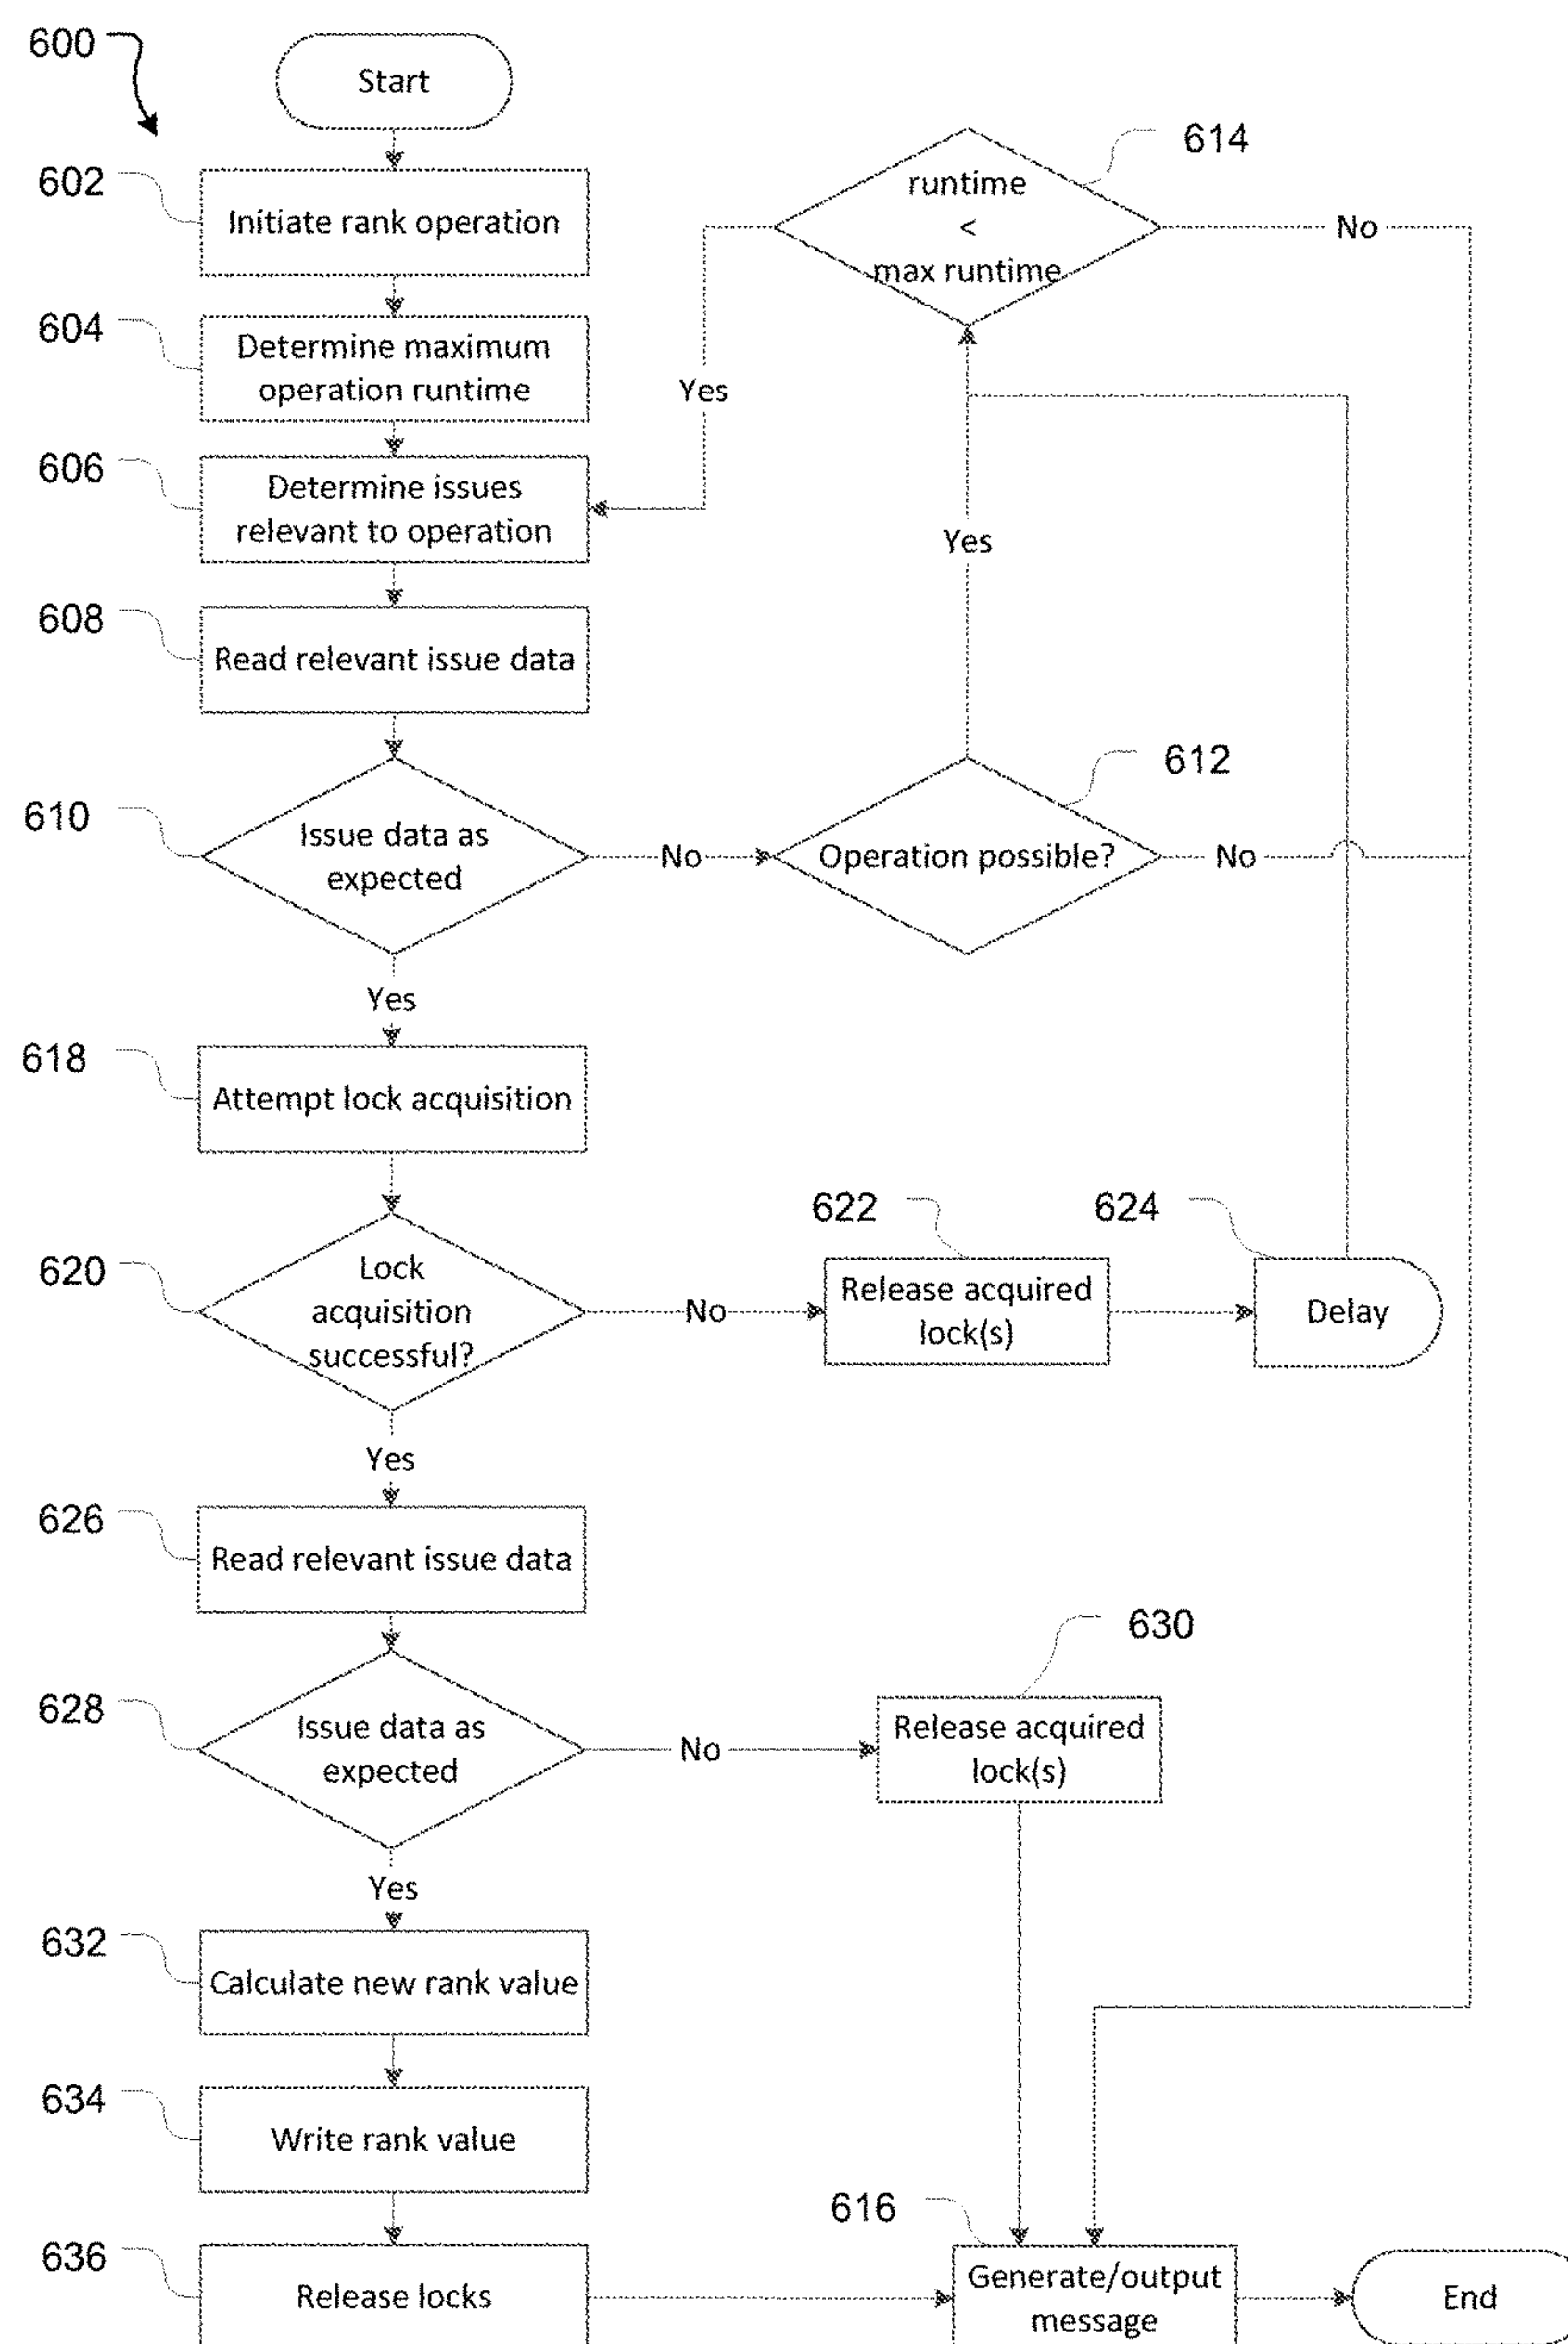 600
Start
602
Initiate rank operation
604
Determine maximum
operation runtime
606
Determine issues
relevant to operation
608
Read relevant issue data
610
Issue data as
expected
No
612
Operation possible?
No
Yes
614
runtime
<
max runtime
No
Yes
Yes
618
Attempt lock acquisition
620
Lock
acquisition
successful?
No
622
Release acquired
lock(s)
624
Delay
Yes
626
Read relevant issue data
628
Issue data as
expected
No
630
Release acquired
lock(s)
Yes
632
Calculate new rank value
634
Write rank value
636
Release locks
616
Generate/output
message
End